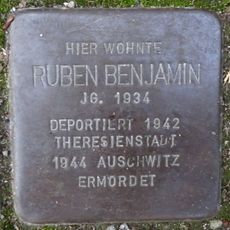 HIER WOHNTE
RUBEN BENJAMIN
JG. 1934
DEPORTIERT 1942
THERESIENSTADT
1944 AUSCHWITZ
ERMORDET